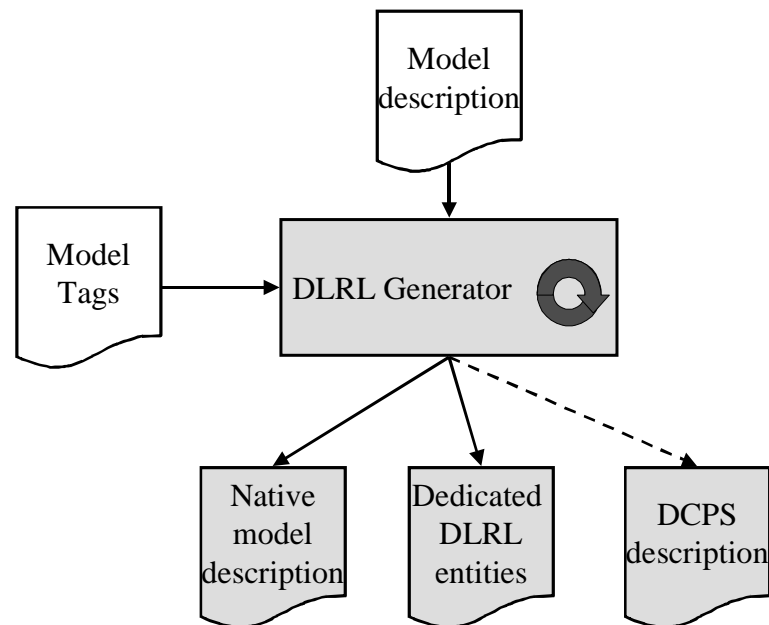 Model
description
Model
Tags
DLRL Generator
Native
model
description
Dedicated
DLRL
entities
DCPS
description